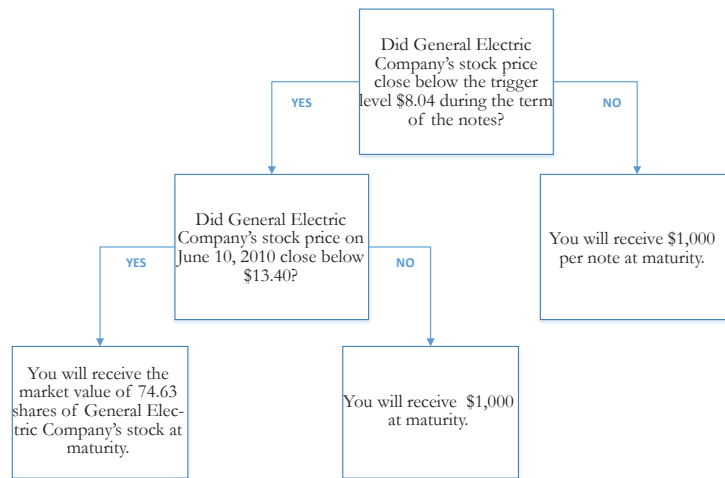 Did General Electric
Company's stock price
close below the trigger
level $8.04 during the term
of the notes?
YES
NO
Did General Electric
Company's stock price on
June 10, 2010 close below
$13.40?
You will receive $1,000
per note at maturity.
YES
NO
You will receive the
market value of 74.63
shares of General Elec-
tric Company's stock at
maturity.
You will receive $1,000
at maturity.